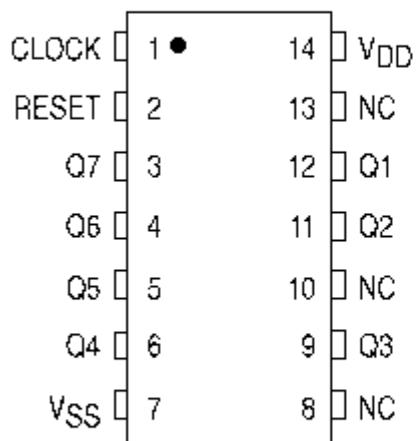 CLOCK 1 14 VDD
RESET 2 13 NC
Q7 3 12 Q1
Q6 4 11 Q2
Q5 5 10 NC
Q4 6 9 Q3
VSS 7 8 NC